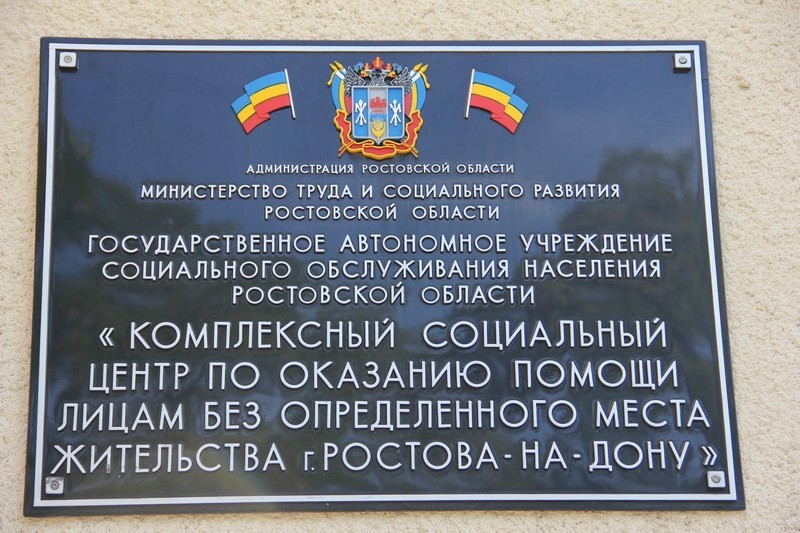 АДМИНИСТРАЦИЯ РОСТОВСКОЙ ОБЛАСТИ
МИНИСТЕРСТВО ТРУДА И СОЦИАЛЬНОГО РАЗВИТИЯ
РОСТОВСКОЙ ОБЛАСТИ
ГОСУДАРСТВЕННОЕ АВТОНОМНОЕ УЧРЕЖДЕНИЕ
СОЦИАЛЬНОГО ОБСЛУЖИВАНИЯ НАСЕЛЕНИЯ
РОСТОВСКОЙ ОБЛАСТИ
« КОМПЛЕКСНЫЙ СОЦИАЛЬНЫЙ
ЦЕНТР ПО ОКАЗАНИЮ ПОМОЩИ
ЛИЦАМ БЕЗ ОПРЕДЕЛЕННОГО МЕСТА
ЖИТЕЛЬСТВА г. РОСТОВА-НА-ДОНУ »